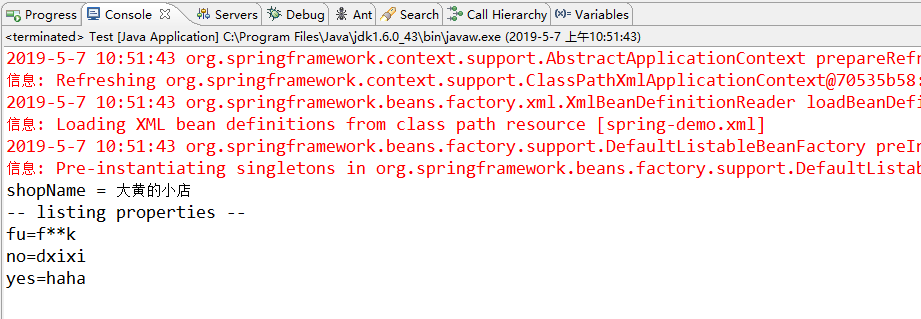 Progress Console Servers Debug Ant Search Call Hierarchy Variables
<terminated> Test [Java Application] C:\Program Files\Java\jdk1.6.0_43\bin\javaw.exe (2019-5-7 上午10:51:43)
2019-5-7 10:51:43 org.springframework.context.support.AbstractApplicationContext prepareRefr
信息: Refreshing org.springframework.context.support.ClassPathXmlApplicationContext@70535b58:
2019-5-7 10:51:43 org.springframework.beans.factory.xml.XmlBeanDefinitionReader loadBeanDefi
信息: Loading XML bean definitions from class path resource [spring-demo.xml]
2019-5-7 10:51:43 org.springframework.beans.factory.support.DefaultListableBeanFactory preIn
信息: Pre-instantiating singletons in org.springframework.beans.factory.support.DefaultListab
shopName = 大黄的小店
-- listing properties --
fu=f**k
no=dxixi
yes=haha